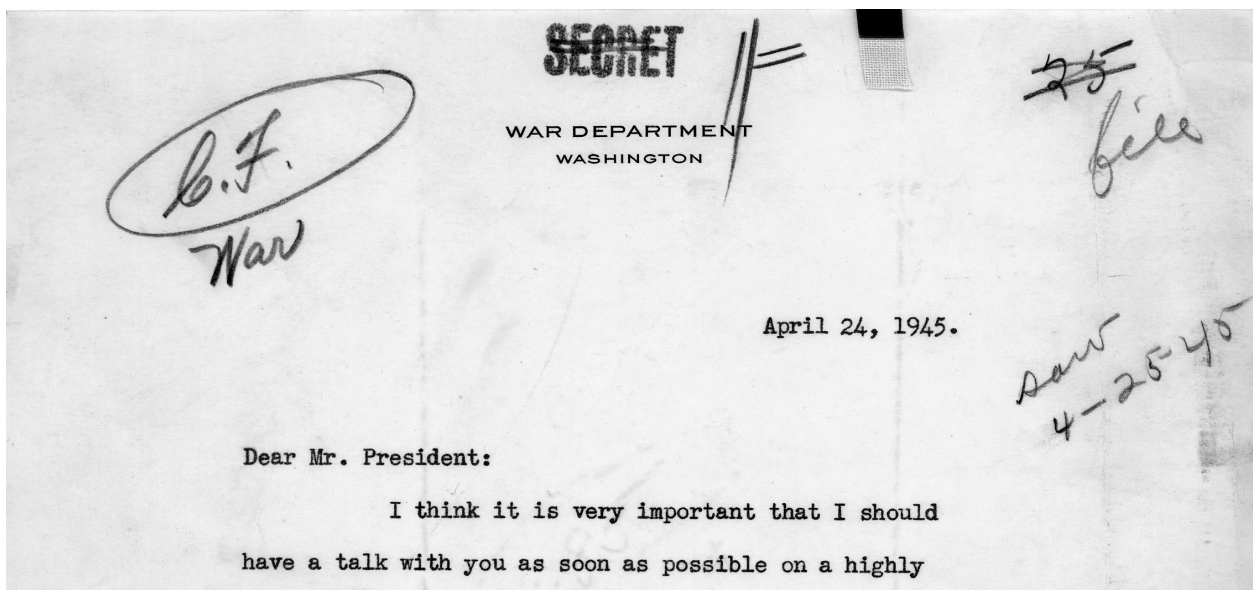 SECRET
WAR DEPARTMENT
WASHINGTON
25
file
C.F.
War
April 24, 1945.
saw
4-25-45
Dear Mr. President:
I think it is very important that I should
have a talk with you as soon as possible on a highly